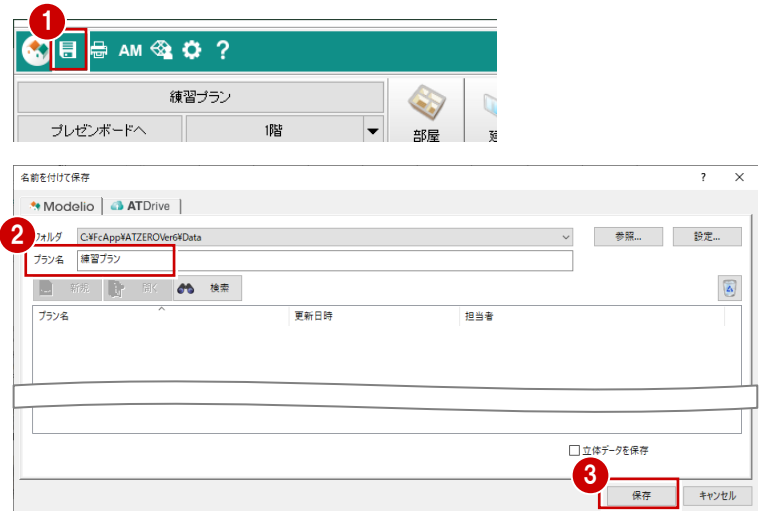 1
AM ?
練習プラン
プレゼンボードへ 1階
部屋
名前を付けて保存 ?
Modelio ATDrive
2
フォルダ C:¥FcApp¥ATZEROVer6¥Data 参照... 設定...
プラン名 練習プラン
新規 開く 検索
プラン名 更新日時 担当者
立体データを保存
3
保存 キャンセル